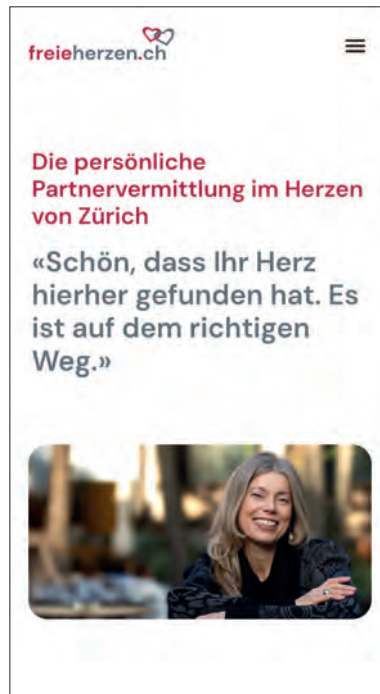 freieherzen.ch
Die persönliche
Partnervermittlung im Herzen
von Zürich
«Schön, dass Ihr Herz
hierher gefunden hat. Es
ist auf dem richtigen
Weg.»